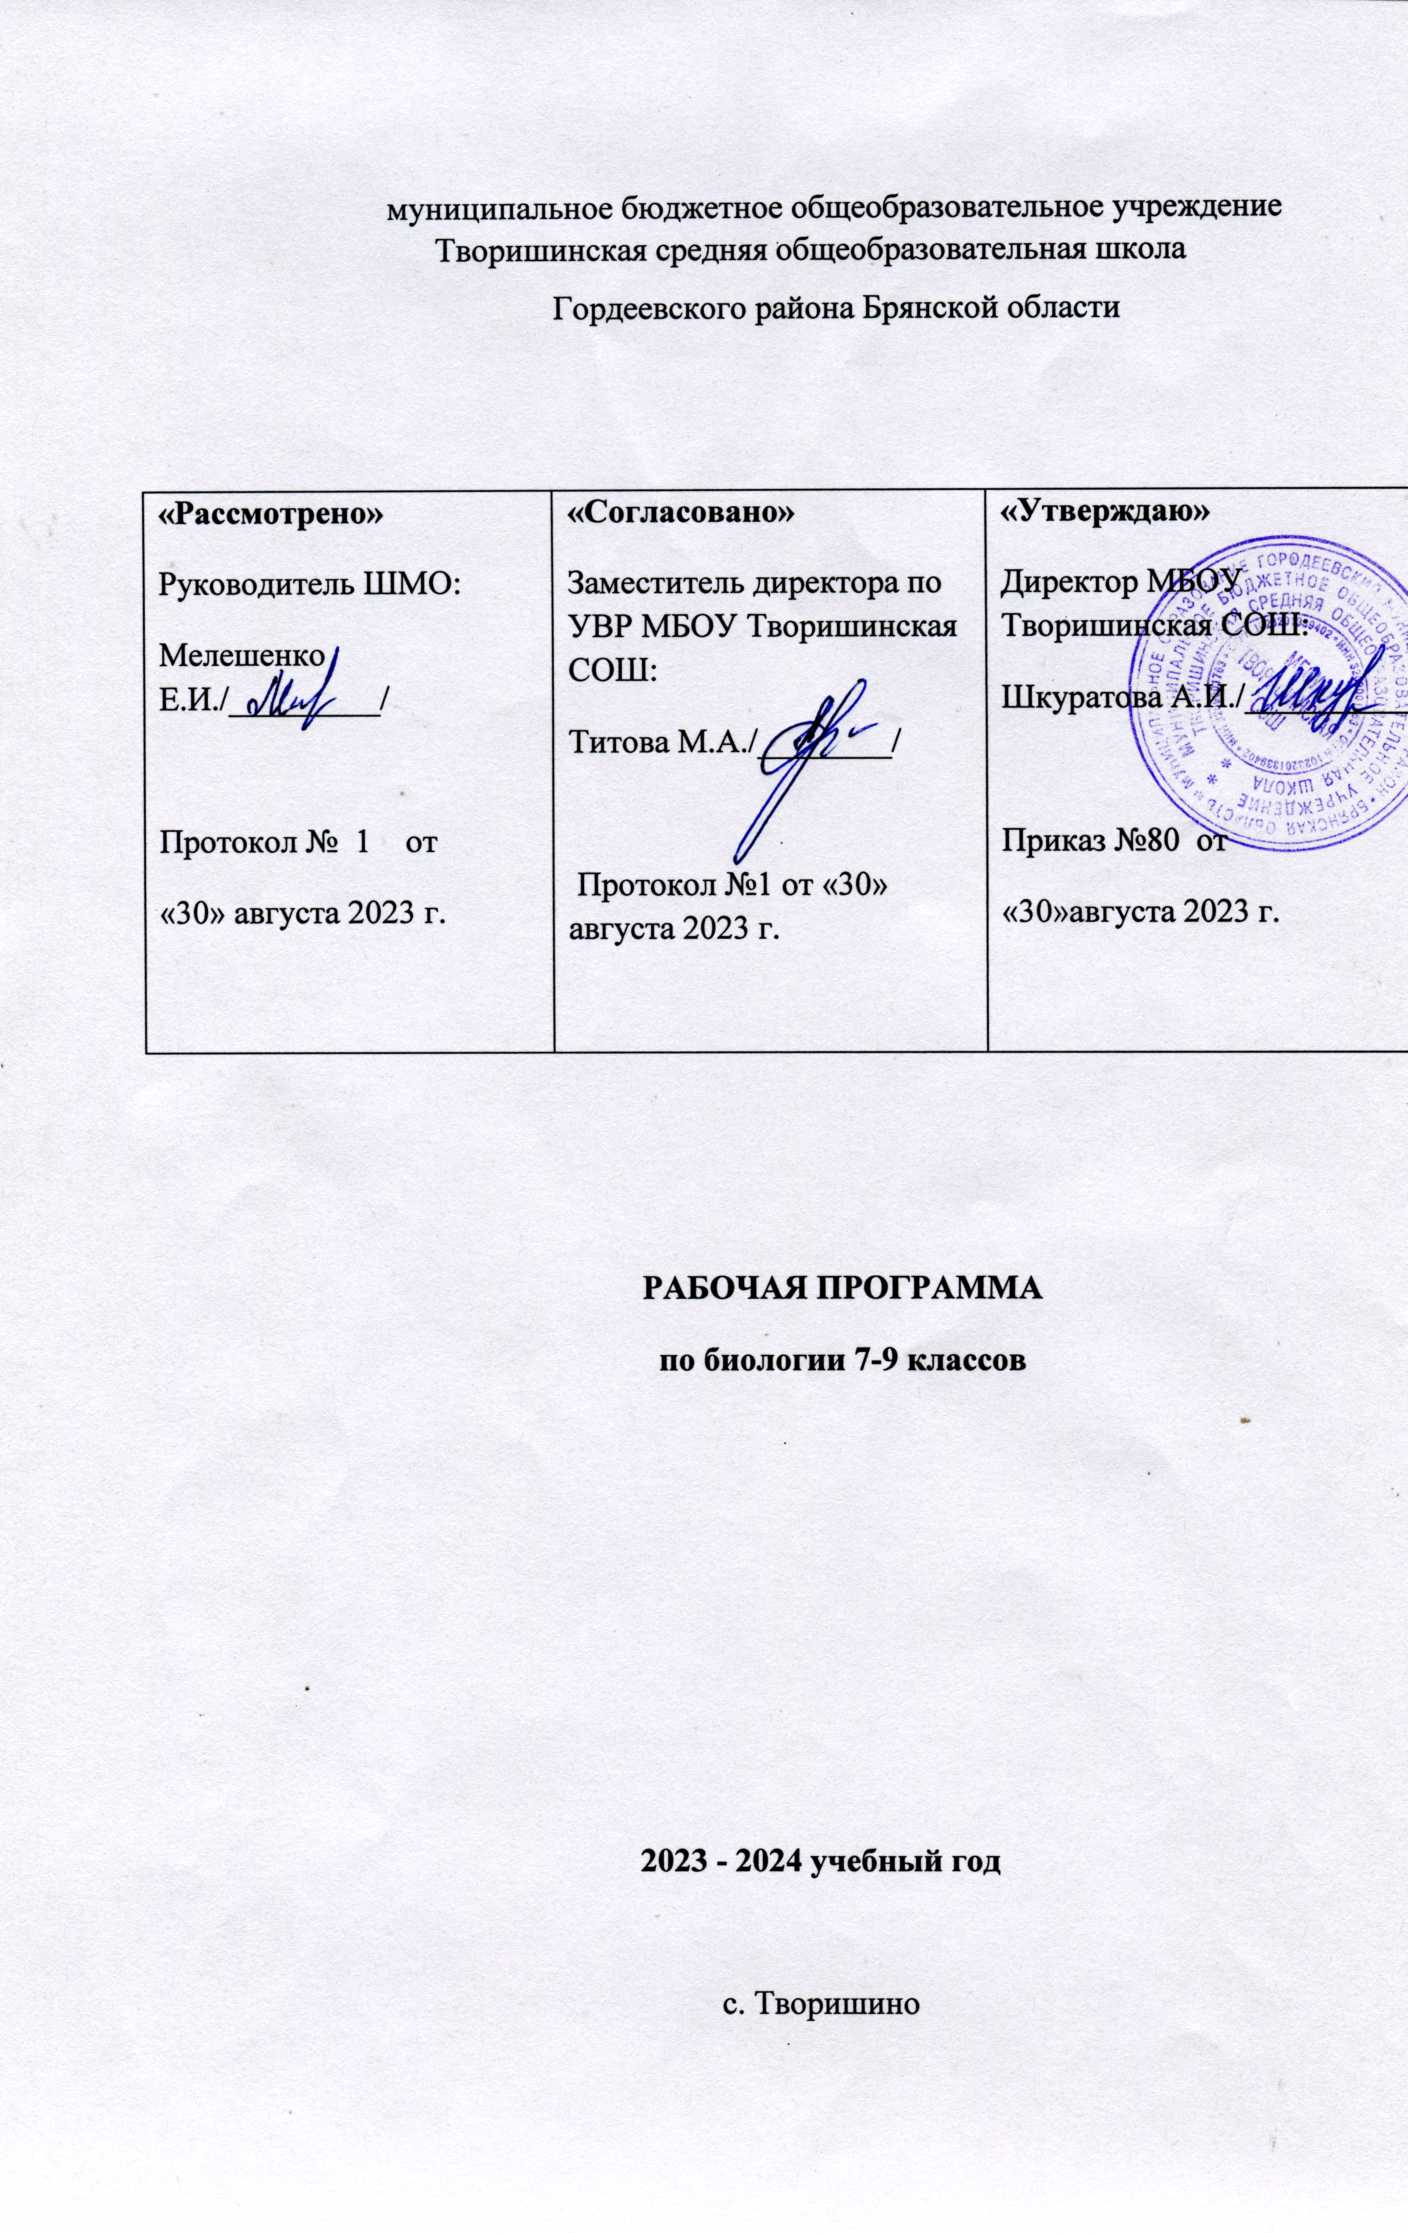 муниципальное бюджетное общеобразовательное учреждение
Творишинская средняя общеобразовательная школа
Гордеевского района Брянской области
«Рассмотрено»
Руководитель ШМО:
Мелешенко
Е.И./_________/
Протокол № 1 от
«30» августа 2023 г.
«Согласовано»
Заместитель директора по
УВР МБОУ Творишинская
СОШ:
Титова М.А./________/
Протокол №1 от «30»
августа 2023 г.
«Утверждаю»
Директор МБОУ
Творишинская СОШ:
Шкуратова А.И./_________
Приказ №80 от
«30»августа 2023 г.
РАБОЧАЯ ПРОГРАММА
по биологии 7-9 классов
2023 - 2024 учебный год
с. Творишино